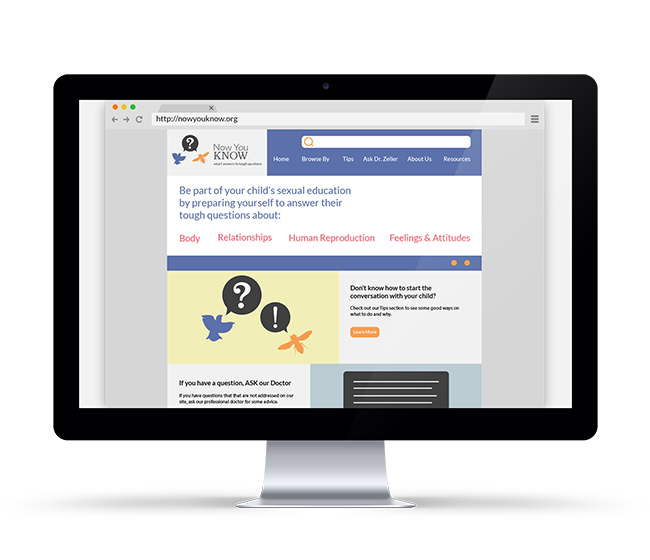 http://nowyouknow.org
?
Now You
KNOW
smart answers to tough questions
Home Browse By Tips Ask Dr. Zeller About Us Resources
Be part of your child's sexual education
by preparing yourself to answer their
tough questions about:
Body Relationships Human Reproduction Feelings & Attitudes
?
!
Don't know how to start the
conversation with your child?
Check out our Tips section to see some good ways on
what to do and why.
Learn More
If you have a question, ASK our Doctor
If you have questions that that are not addressed on our
site, ask our professional doctor for some advice.